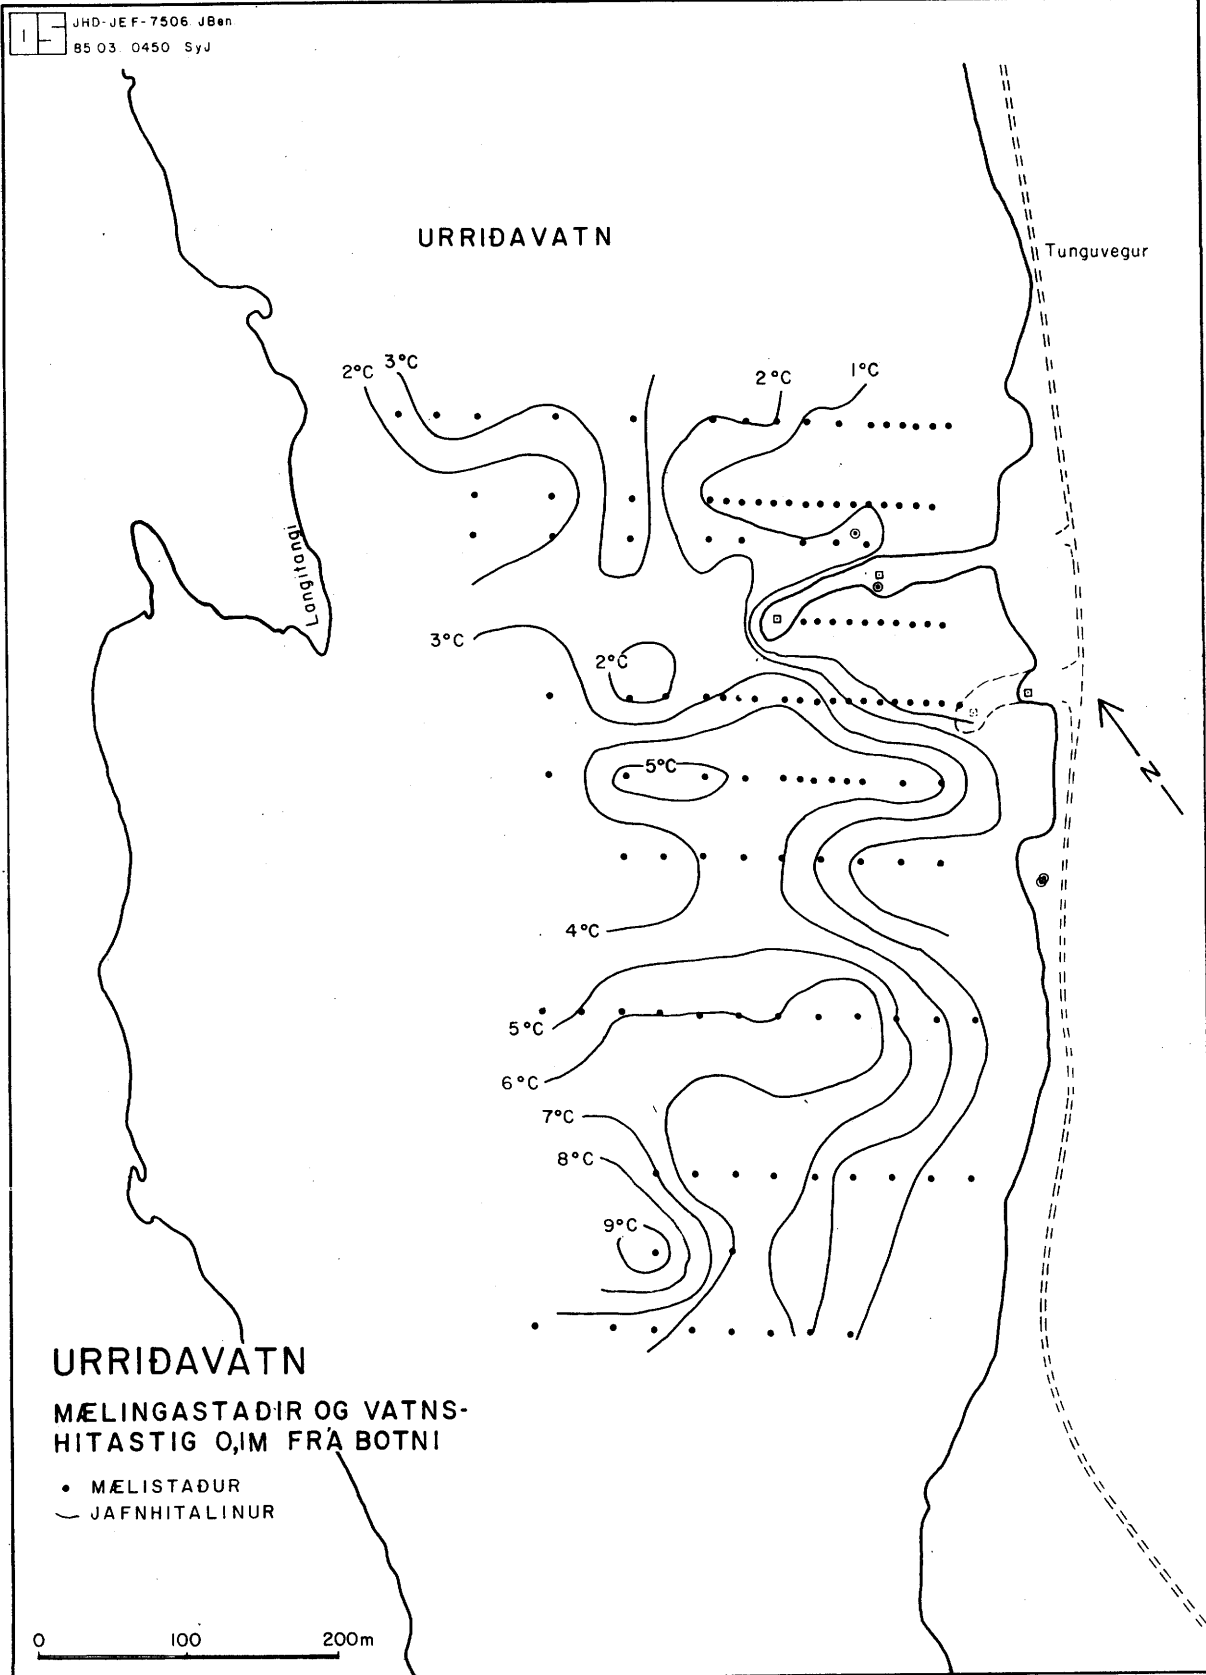 JHD-JEF-7506 JBen
85 03 0450 SyJ
URRIÐAVATN
Tunguvegur
2°C
3°C
2°C
1°C
Langitangi
3°C
2°C
5°C
N
4°C
5°C
6°C
7°C
8°C
9°C
URRIÐAVATN
MÆLINGASTAÐIR OG VATNS-
HITASTIG 0,1M FRÁ BOTNI
MÆLISTAÐUR
JAFNHITALINUR
0 100 200m